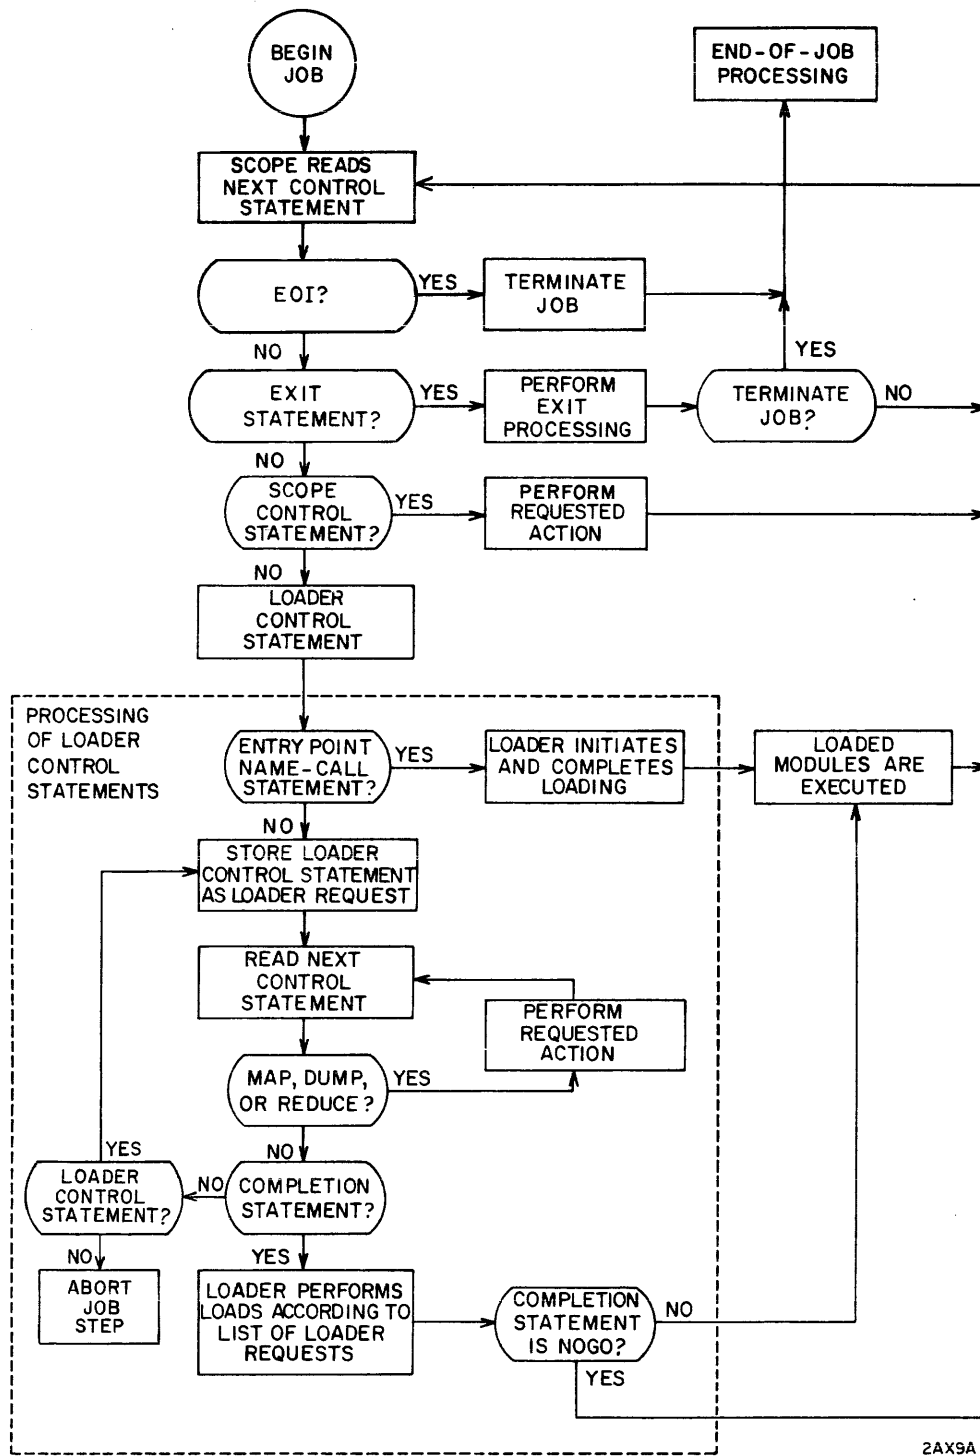 BEGIN
JOB
END-OF-JOB
PROCESSING
SCOPE READS
NEXT CONTROL
STATEMENT
EOI?
YES
TERMINATE
JOB
NO
YES
EXIT
STATEMENT?
YES
PERFORM
EXIT
PROCESSING
TERMINATE
JOB?
NO
NO
SCOPE
CONTROL
STATEMENT?
YES
PERFORM
REQUESTED
ACTION
NO
LOADER
CONTROL
STATEMENT
PROCESSING
OF LOADER
CONTROL
STATEMENTS
ENTRY POINT
NAME-CALL
STATEMENT?
YES
LOADER INITIATES
AND COMPLETES
LOADING
LOADED
MODULES ARE
EXECUTED
NO
STORE LOADER
CONTROL STATEMENT
AS LOADER REQUEST
READ NEXT
CONTROL
STATEMENT
PERFORM
REQUESTED
ACTION
MAP, DUMP,
OR REDUCE?
YES
NO
YES
LOADER
CONTROL
STATEMENT?
NO
COMPLETION
STATEMENT?
NO
ABORT
JOB
STEP
YES
LOADER PERFORMS
LOADS ACCORDING TO
LIST OF LOADER
REQUESTS
COMPLETION
STATEMENT
IS NOGO?
NO
YES
2AX9A